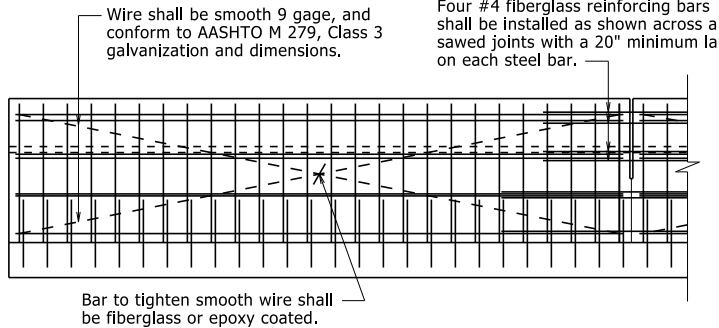 Wire shall be smooth 9 gage, and
conform to AASHTO M 279, Class 3
galvanization and dimensions.
Four #4 fiberglass reinforcing bars
shall be installed as shown across a
sawed joints with a 20" minimum la
on each steel bar.
Bar to tighten smooth wire shall
be fiberglass or epoxy coated.